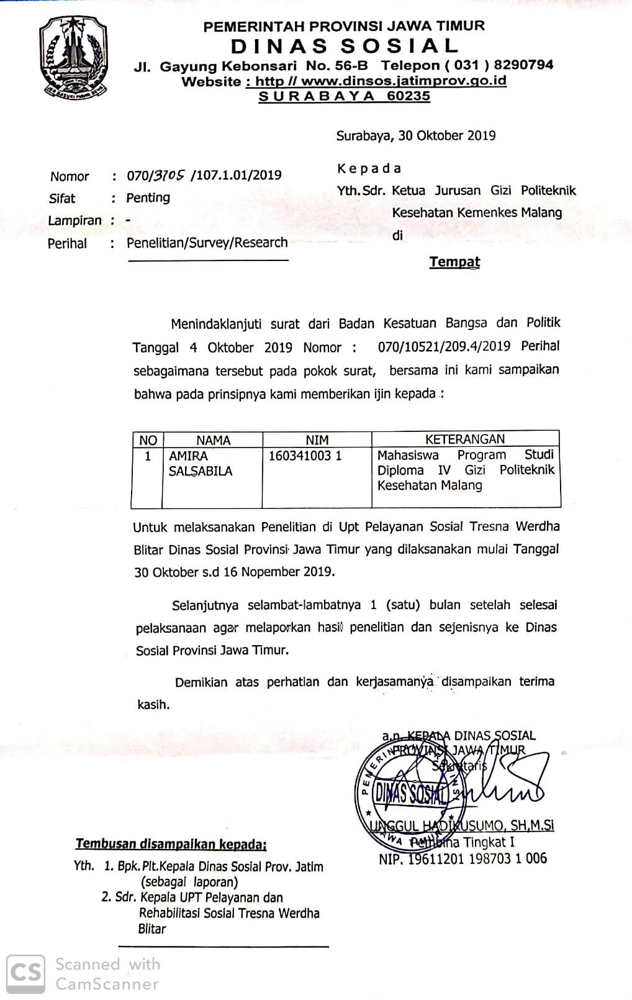 PEMERINTAH PROVINSI JAWA TIMUR
DINAS SOSIAL
Jl. Gayung Kebonsari No. 56-B Telepon ( 031 ) 8290794
Website : http // www.dinsos.jatimprov.go.id
SURABAYA 60235
JER BASUKI MAWA BEYA
Surabaya, 30 Oktober 2019
Kepada
Nomor : 070/3705 /107.1.01/2019
Yth.Sdr. Ketua Jurusan Gizi Politeknik
Sifat : Penting
Kesehatan Kemenkes Malang
Lampiran : -
di
Perihal : Penelitian/Survey/Research
Tempat
Menindaklanjuti surat dari Badan Kesatuan Bangsa dan Politik
Tanggal 4 Oktober 2019 Nomor : 070/10521/209.4/2019 Perihal
sebagaimana tersebut pada pokok surat, bersama ini kami sampaikan
bahwa pada prinsipnya kami memberikan ijin kepada :
NO NAMA NIM KETERANGAN
1 AMIRA 160341003 1 Mahasiswa Program Studi
SALSABILA Diploma IV Gizi Politeknik
Kesehatan Malang
Untuk melaksanakan Penelitian di Upt Pelayanan Sosial Tresna Werdha
Blitar Dinas Sosial Provinsi Jawa Timur yang dilaksanakan mulai Tanggal
30 Oktober s.d 16 Nopember 2019.
Selanjutnya selambat-lambatnya 1 (satu) bulan setelah selesai
pelaksanaan agar melaporkan hasil penelitian dan sejenisnya ke Dinas
Sosial Provinsi Jawa Timur.
Demikian atas perhatian dan kerjasamanya disampaikan terima
kasih.
a.n. KEPALA DINAS SOSIAL
PROVINSI JAWA TIMUR
Sekretaris
PEMERINTAH PROVINSI
DINAS SOSIAL
JAWA TIMUR
UNGGUL HADIKUSUMO, SH,M.Si
Pembina Tingkat I
NIP. 19611201 198703 1 006
Tembusan disampaikan kepada:
Yth. 1. Bpk.Plt.Kepala Dinas Sosial Prov. Jatim
(sebagai laporan)
2. Sdr. Kepala UPT Pelayanan dan
Rehabilitasi Sosial Tresna Werdha
Blitar
CS Scanned with
CamScanner